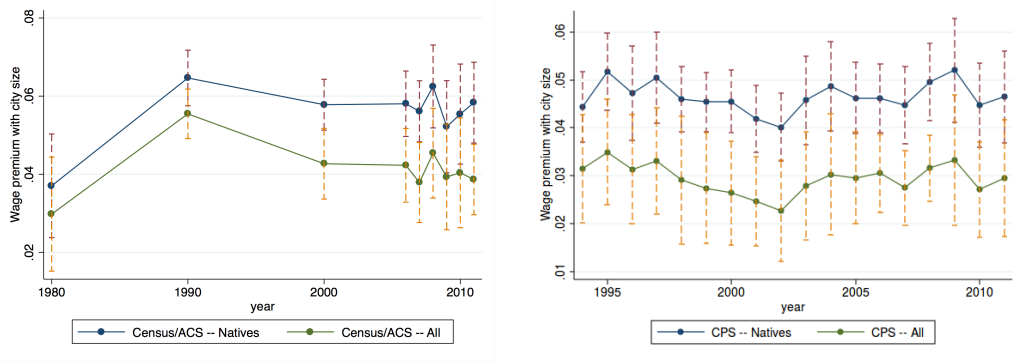 Wage premium with city size
.08
.06
.04
.02
1980
1990
2000
2010
year
Census/ACS -- Natives
Census/ACS -- All
Wage premium with city size
.06
.05
.04
.03
.02
.01
1995
2000
2005
2010
year
CPS -- Natives
CPS -- All